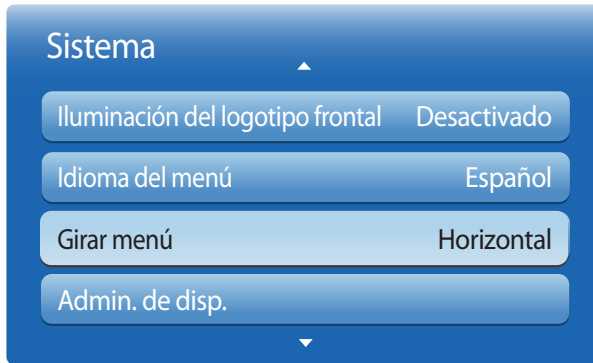 Sistema
Iluminación del logotipo frontal Desactivado
Idioma del menú Español
Girar menú Horizontal
Admin. de disp.